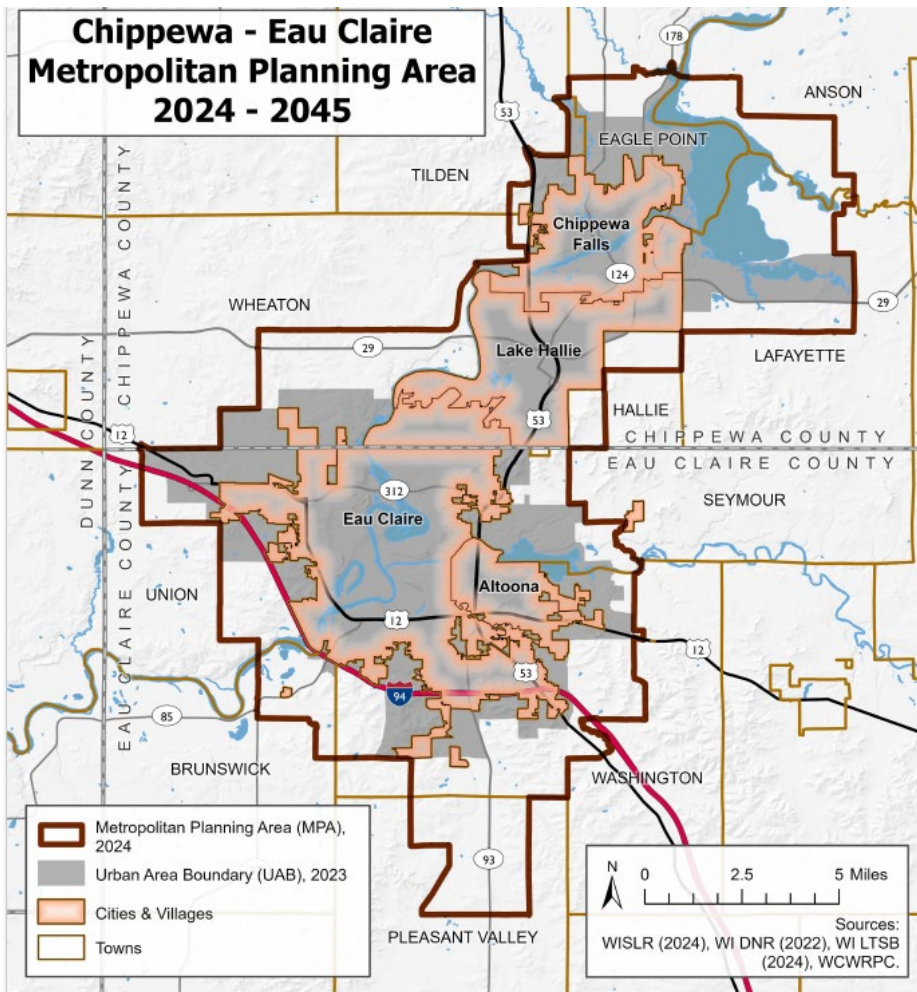 Chippewa - Eau Claire
Metropolitan Planning Area
2024 - 2045
178
ANSON
53
EAGLE POINT
TILDEN
Chippewa
Falls
124
WHEATON
29
29
Lake Hallie
LAFAYETTE
DUNN COUNTY
CHIPPEWA COUNTY
53
HALLIE
12
CHIPPEWA COUNTY
EAU CLAIRE COUNTY
312
SEYMOUR
Eau Claire
EAU CLAIRE COUNTY
Altoona
UNION
12
12
53
94
85
BRUNSWICK
WASHINGTON
93
PLEASANT VALLEY
Metropolitan Planning Area (MPA),
2024
Urban Area Boundary (UAB), 2023
Cities & Villages
Towns
N
0 2.5 5 Miles
Sources:
WISLR (2024), WI DNR (2022), WI LTSB
(2024), WCWRPC.